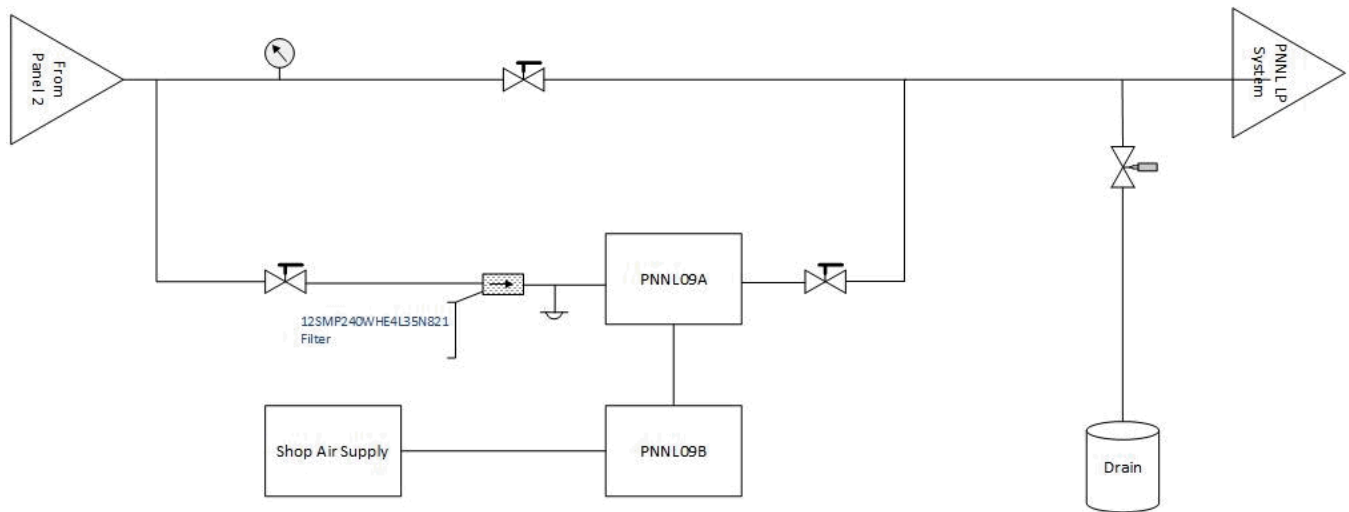 From
Panel 2
PNNL LP
System
PNNL09A
12SMP240WHE4L35N821
Filter
Shop Air Supply
PNNL09B
Drain